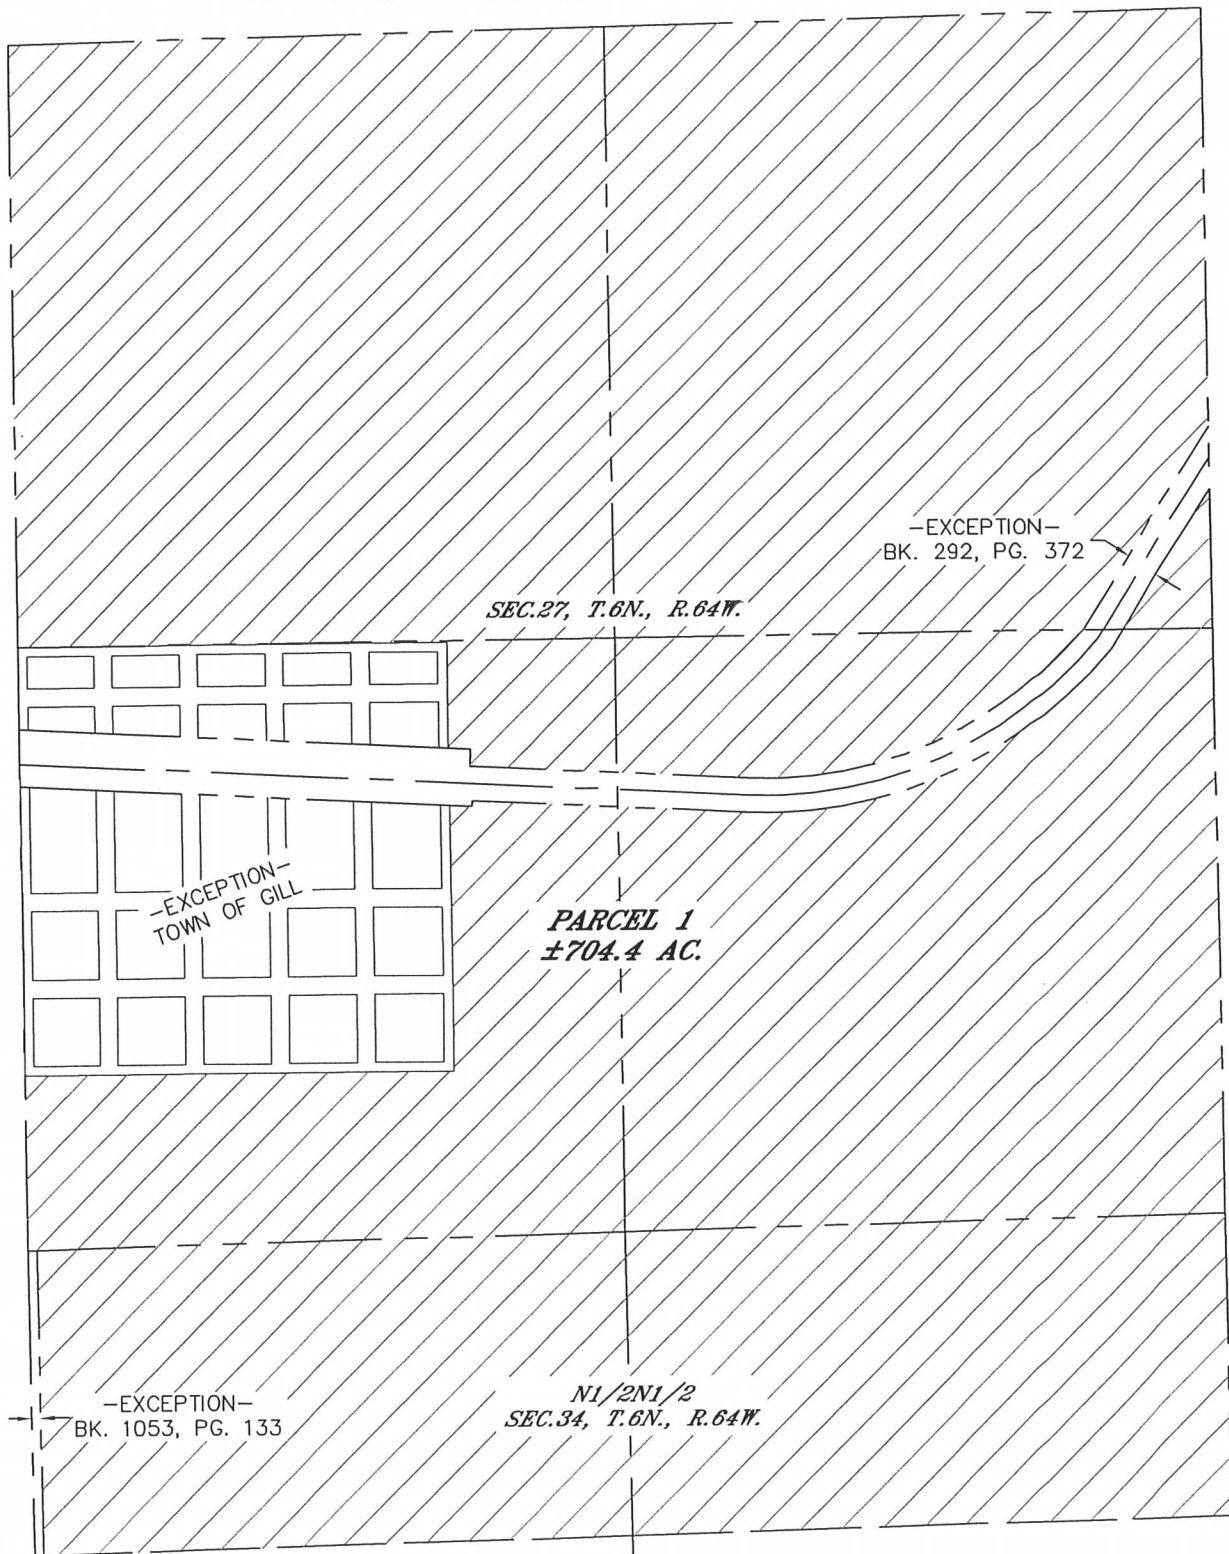 -EXCEPTION-
BK. 292, PG. 372
SEC.27, T.6N., R.64W.
-EXCEPTION-
TOWN OF GILL
PARCEL 1
±704.4 AC.
-EXCEPTION-
BK. 1053, PG. 133
N1/2N1/2
SEC.34, T.6N., R.64W.